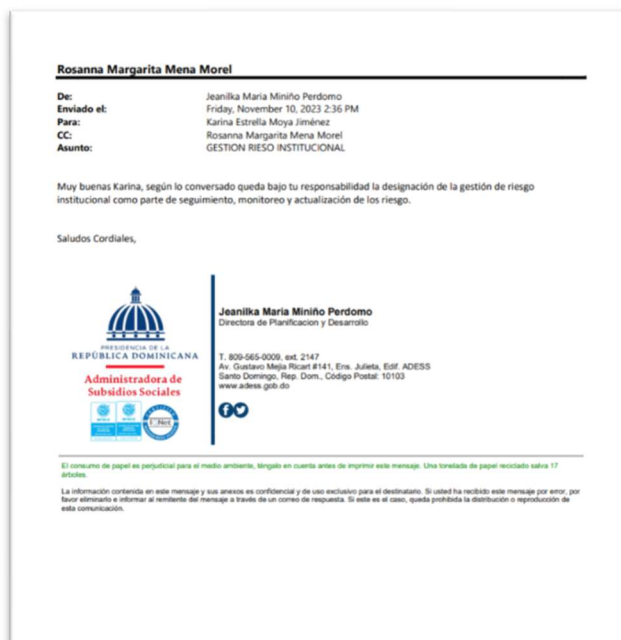 Rosanna Margarita Mena Morel
De: Jeanilka Maria Miniño Perdomo
Enviado el: Friday, November 10, 2023 2:36 PM
Para: Karina Estrella Moya Jiménez
CC: Rosanna Margarita Mena Morel
Asunto: GESTION RIESO INSTITUCIONAL
Muy buenas Karina, según lo conversado queda bajo tu responsabilidad la designación de la gestión de riesgo
institucional como parte de seguimiento, monitoreo y actualización de los riesgo.
Saludos Cordiales,
PRESIDENCIA DE LA
REPÚBLICA DOMINICANA
Administradora de
Subsidios Sociales
Jeanilka Maria Miniño Perdomo
Directora de Planificacion y Desarrollo
T. 809-565-0009, ext. 2147
Av. Gustavo Mejia Ricart #141, Ens. Julieta, Edif. ADESS
Santo Domingo, Rep. Dom., Código Postal: 10103
www.adess.gob.do
El consumo de papel es perjudicial para el medio ambiente, téngalo en cuenta antes de imprimir este mensaje. Una tonelada de papel reciclado salva 17
árboles.
La información contenida en este mensaje y sus anexos es confidencial y de uso exclusivo para el destinatario. Si usted ha recibido este mensaje por error, por
favor eliminarlo e informar al remitente del mensaje a través de un correo de respuesta. Si este es el caso, queda prohibida la distribución o reproducción de
esta comunicación.